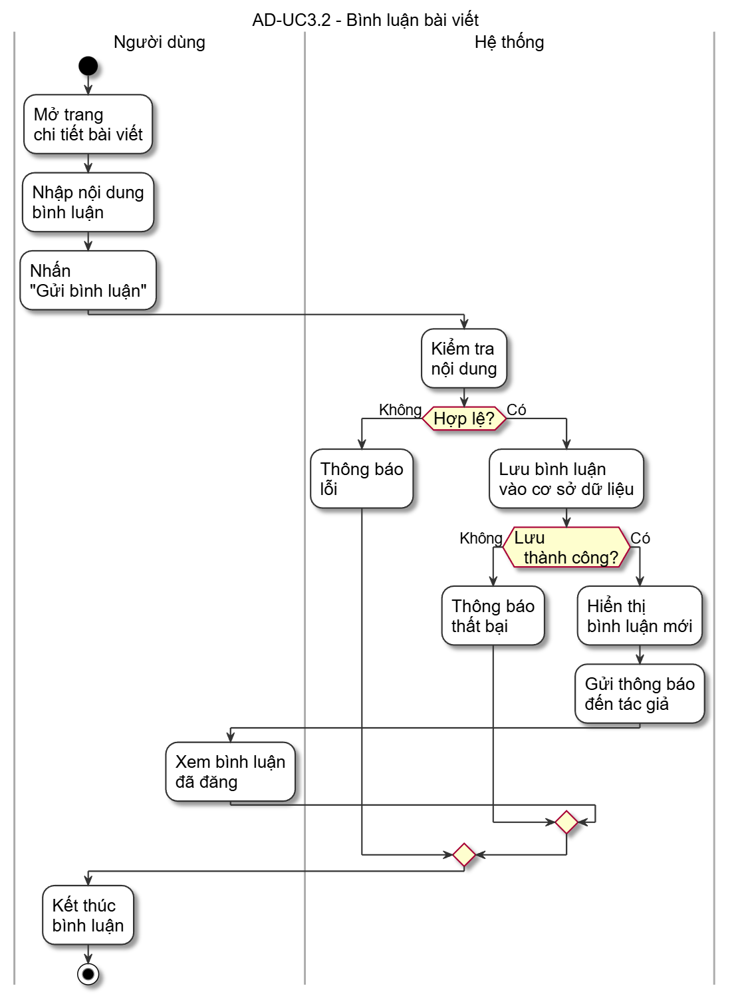 AD-UC3.2 - Bình luận bài viết
Người dùng
Hệ thống
Mở trang
chi tiết bài viết
Nhập nội dung
bình luận
Nhấn
"Gửi bình luận"
Kiểm tra
nội dung
Không
Hợp lệ?
Có
Thông báo
lỗi
Lưu bình luận
vào cơ sở dữ liệu
Không
Lưu
thành công?
Có
Thông báo
thất bại
Hiển thị
bình luận mới
Gửi thông báo
đến tác giả
Xem bình luận
đã đăng
Kết thúc
bình luận